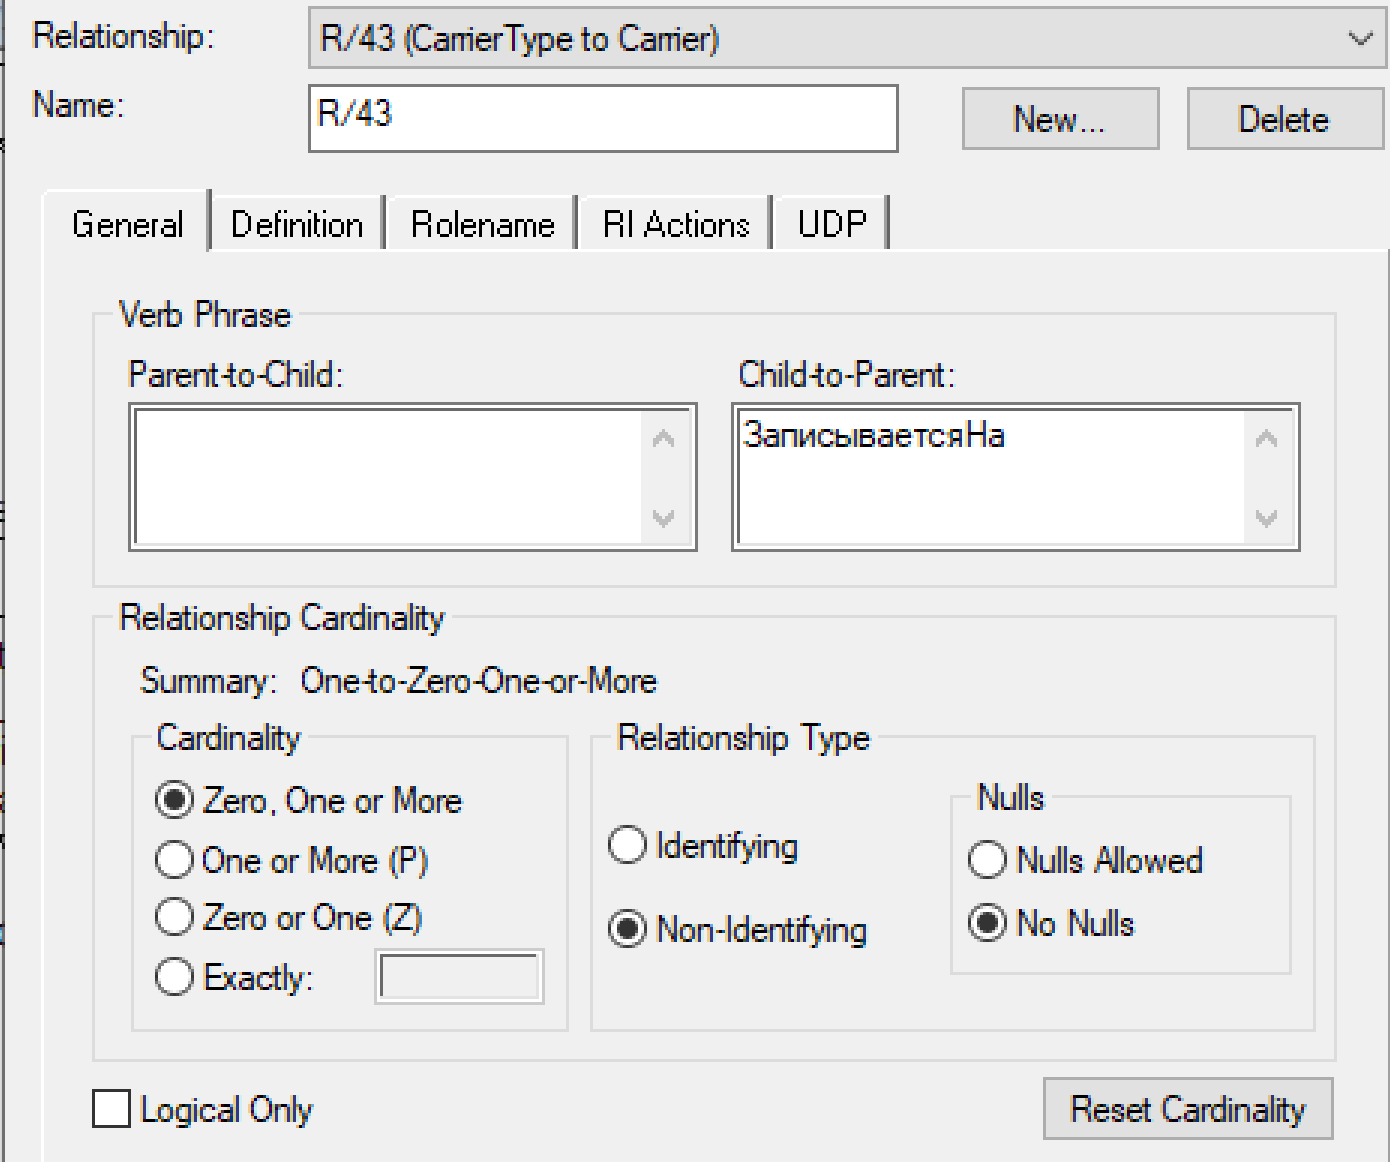 Relationship: R/43 (CarrierType to Carrier)
Name: R/43 New... Delete
General Definition Rolename RI Actions UDP
Verb Phrase
Parent-to-Child: Child-to-Parent:
ЗаписываетсяНа
Relationship Cardinality
Summary: One-to-Zero-One-or-More
Cardinality Relationship Type
Nulls
Zero, One or More
Identifying
One or More (P) Nulls Allowed
Zero or One (Z)
Non-Identifying No Nulls
Exactly:
Logical Only Reset Cardinality